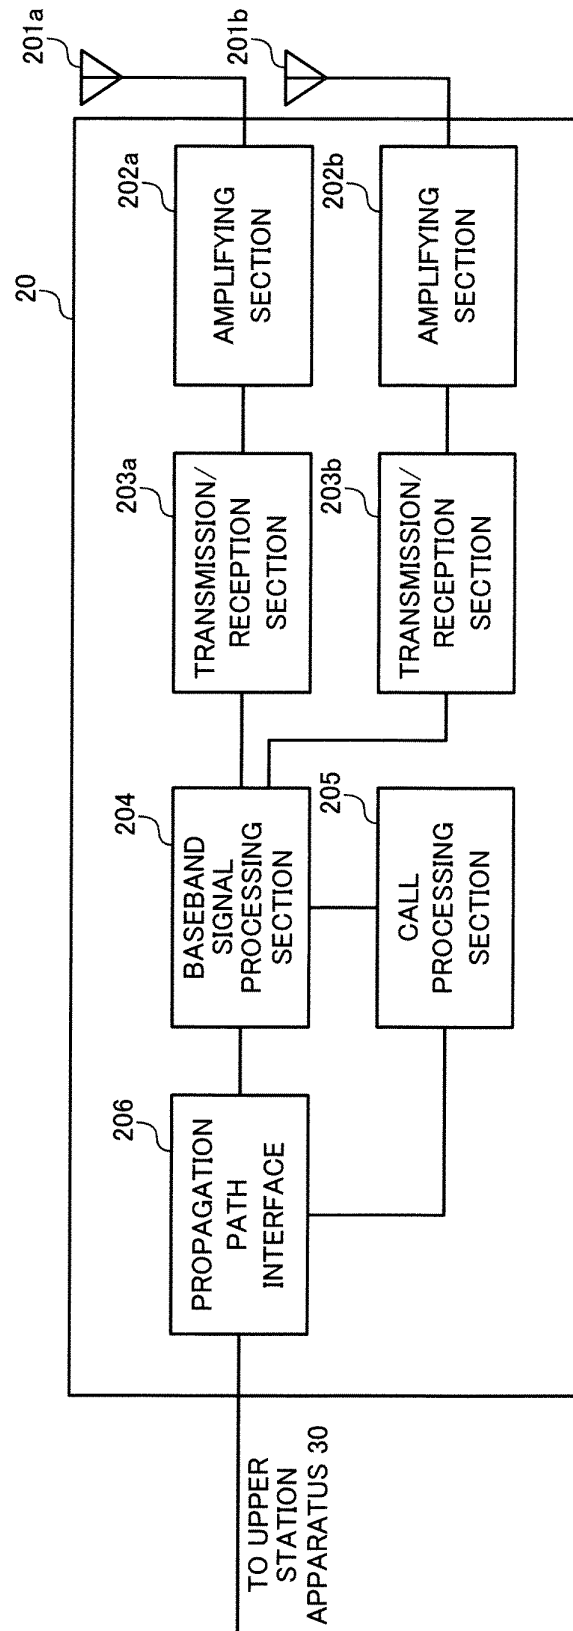 20
TO UPPER
STATION
APPARATUS 30
206
PROPAGATION
PATH
INTERFACE
204
BASEBAND
SIGNAL
PROCESSING
SECTION
203a
TRANSMISSION/
RECEPTION
SECTION
202a
AMPLIFYING
SECTION
201a
205
CALL
PROCESSING
SECTION
203b
TRANSMISSION/
RECEPTION
SECTION
202b
AMPLIFYING
SECTION
201b